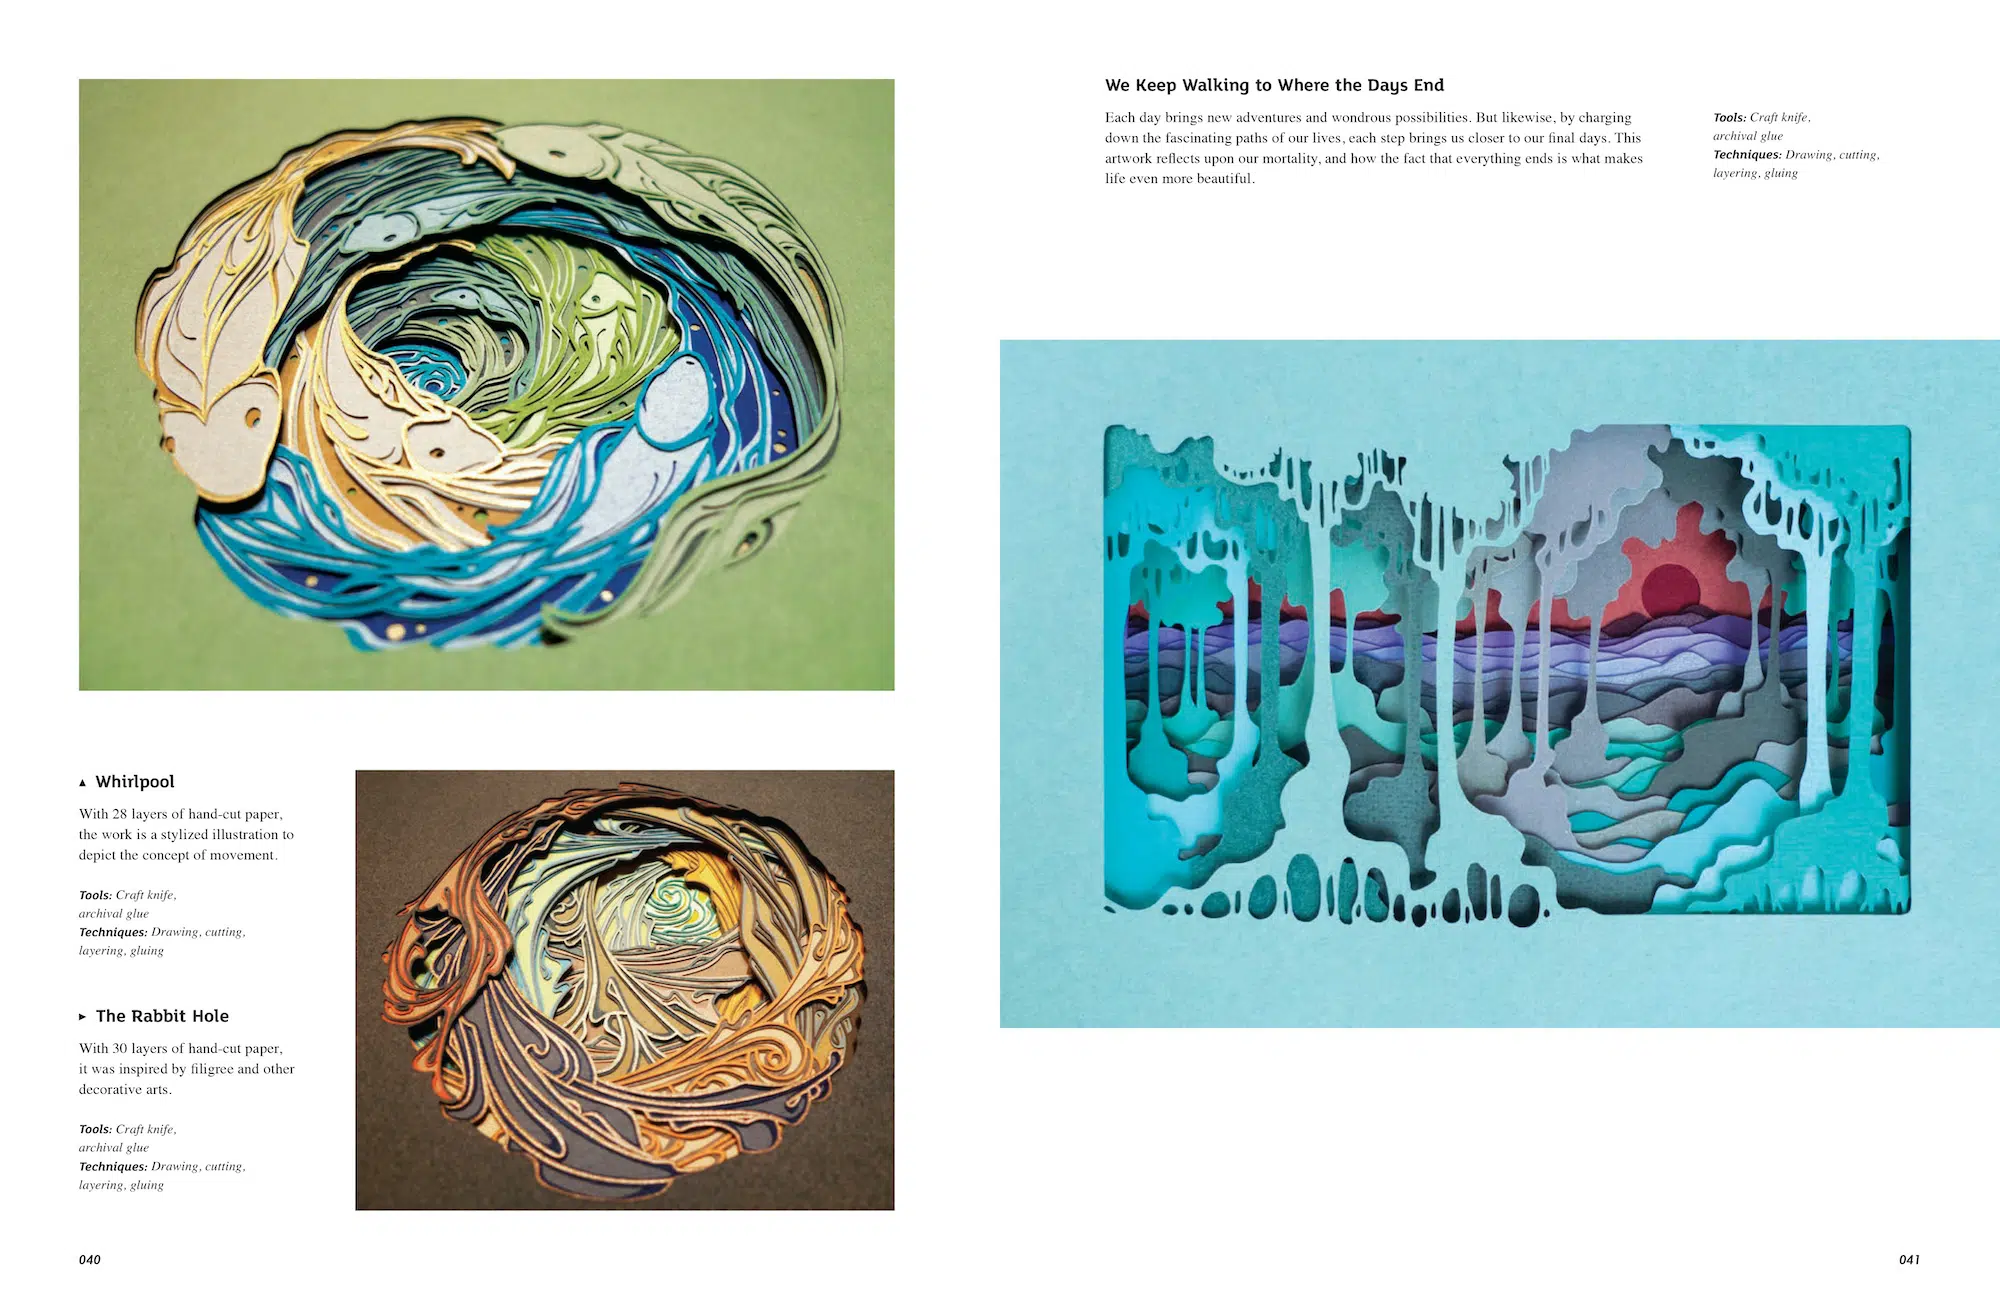 ▲ Whirlpool
With 28 layers of hand-cut paper,
the work is a stylized illustration to
depict the concept of movement.
Tools: Craft knife,
archival glue
Techniques: Drawing, cutting,
layering, gluing
► The Rabbit Hole
With 30 layers of hand-cut paper,
it was inspired by filigree and other
decorative arts.
Tools: Craft knife,
archival glue
Techniques: Drawing, cutting,
layering, gluing
040
We Keep Walking to Where the Days End
Each day brings new adventures and wondrous possibilities. But likewise, by charging
down the fascinating paths of our lives, each step brings us closer to our final days. This
artwork reflects upon our mortality, and how the fact that everything ends is what makes
life even more beautiful.
Tools: Craft knife,
archival glue
Techniques: Drawing, cutting,
layering, gluing
041